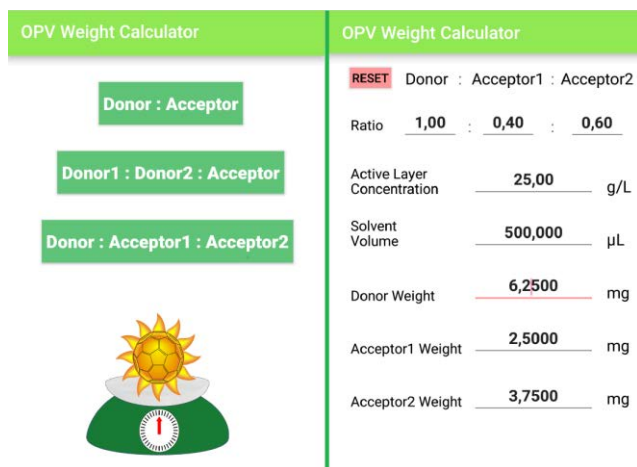 OPV Weight Calculator
Donor : Acceptor
Donor1 : Donor2 : Acceptor
Donor : Acceptor1 : Acceptor2
OPV Weight Calculator
RESET Donor : Acceptor1 : Acceptor2
Ratio 1,00 : 0,40 : 0,60
Active Layer
Concentration 25,00 g/L
Solvent
Volume 500,000 µL
Donor Weight 6,2500 mg
Acceptor1 Weight 2,5000 mg
Acceptor2 Weight 3,7500 mg